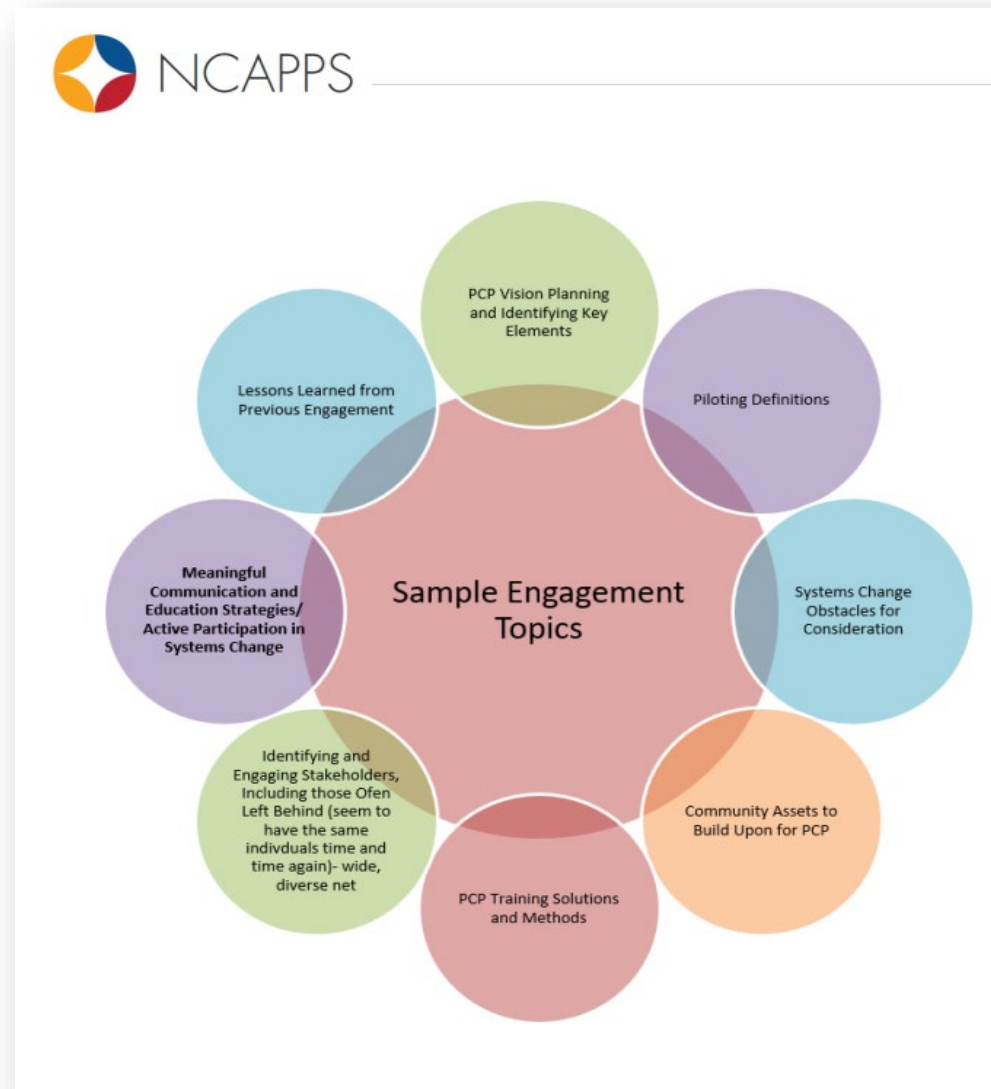 NCAPPS
PCP Vision Planning
and Identifying Key
Elements
Piloting Definitions
Systems Change
Obstacles for
Consideration
Community Assets to
Build Upon for PCP
PCP Training Solutions
and Methods
Identifying and
Engaging Stakeholders,
Including those Ofen
Left Behind (seem to
have the same
indivduals time and
time again)- wide,
diverse net
Meaningful
Communication and
Education Strategies/
Active Participation in
Systems Change
Lessons Learned from
Previous Engagement
Sample Engagement
Topics